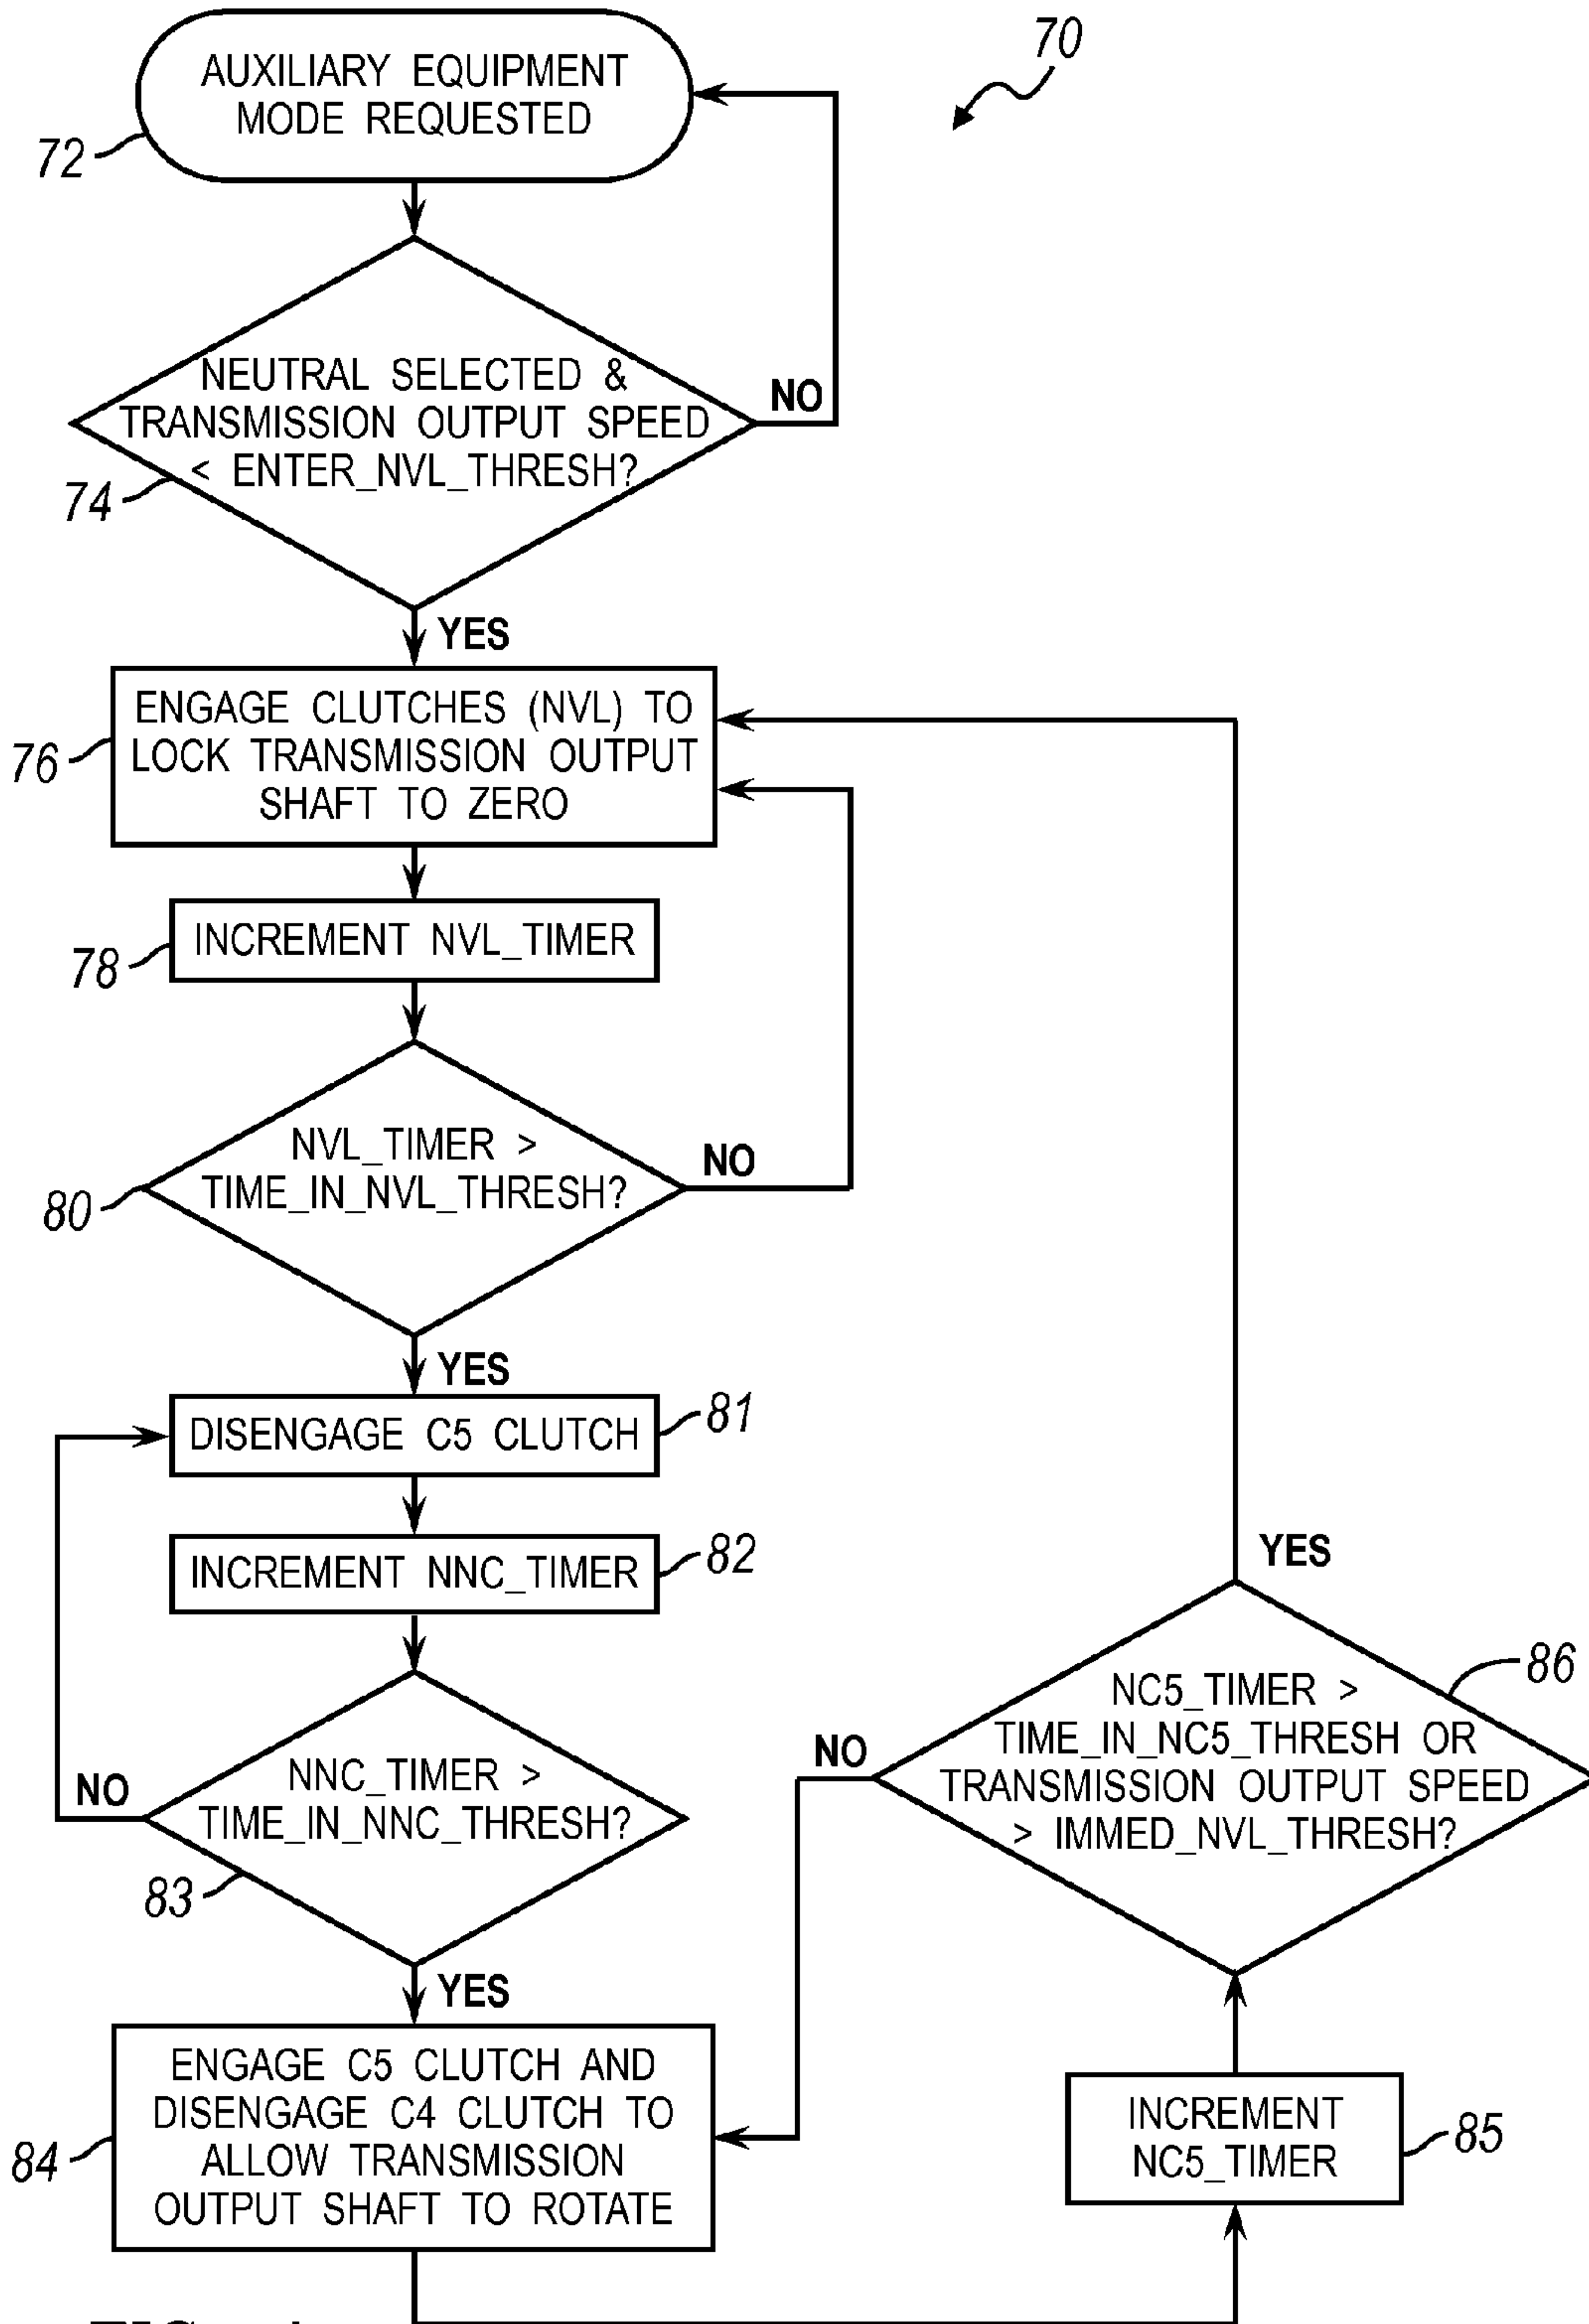 70
AUXILIARY EQUIPMENT
MODE REQUESTED
72
NEUTRAL SELECTED &
TRANSMISSION OUTPUT SPEED
< ENTER_NVL_THRESH?
NO
74
YES
ENGAGE CLUTCHES (NVL) TO
LOCK TRANSMISSION OUTPUT
SHAFT TO ZERO
76
INCREMENT NVL_TIMER
78
NVL_TIMER >
TIME_IN_NVL_THRESH?
NO
80
YES
DISENGAGE C5 CLUTCH
81
INCREMENT NNC_TIMER
82
NNC_TIMER >
TIME_IN_NNC_THRESH?
NO
83
YES
ENGAGE C5 CLUTCH AND
DISENGAGE C4 CLUTCH TO
ALLOW TRANSMISSION
OUTPUT SHAFT TO ROTATE
84
INCREMENT
NC5_TIMER
85
NC5_TIMER >
TIME_IN_NC5_THRESH OR
TRANSMISSION OUTPUT SPEED
> IMMED_NVL_THRESH?
86
NO
YES